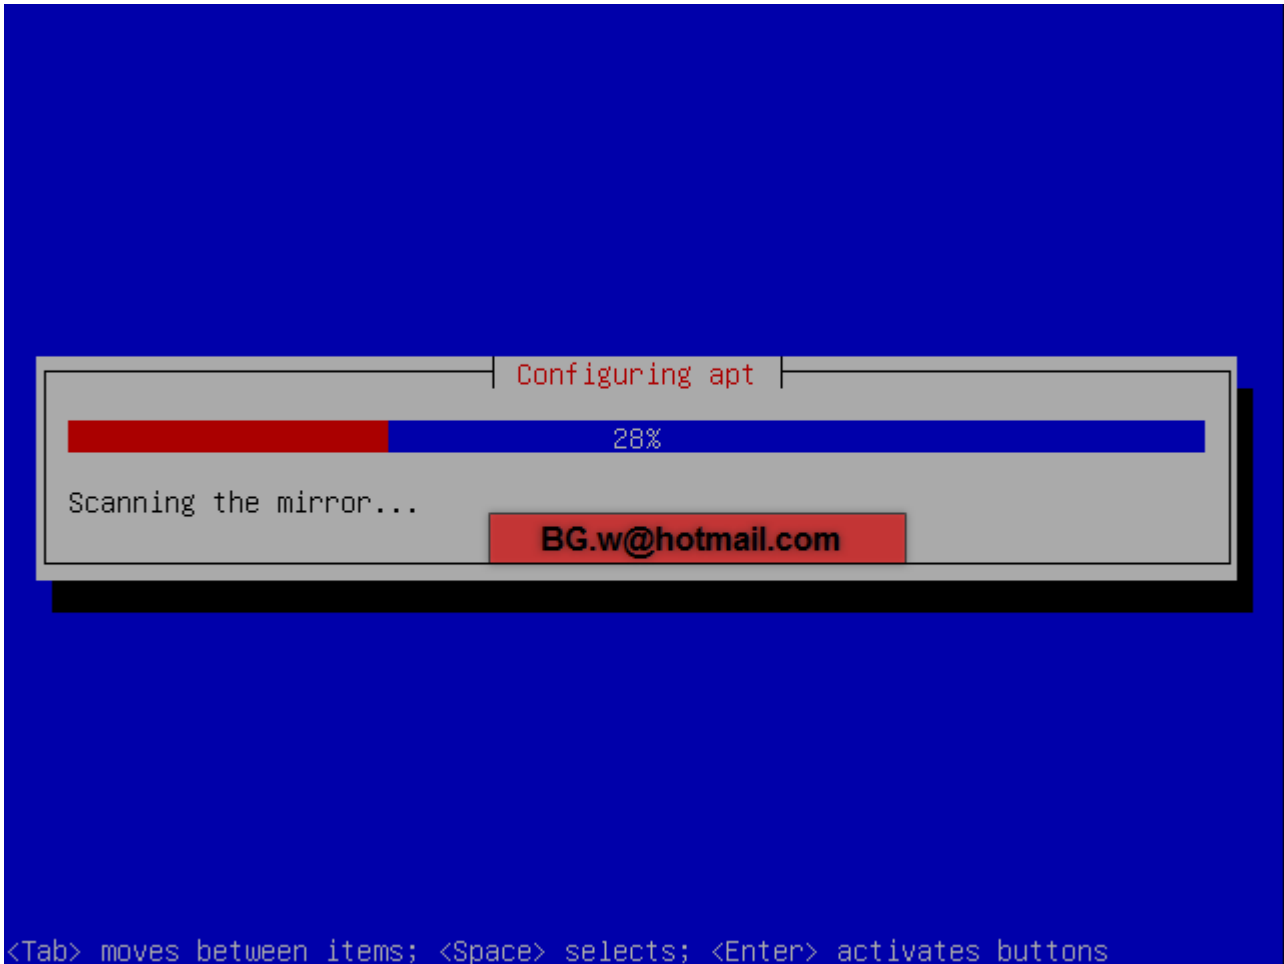 Configuring apt
28%
Scanning the mirror...
BG.w@hotmail.com
<Tab> moves between items; <Space> selects; <Enter> activates buttons